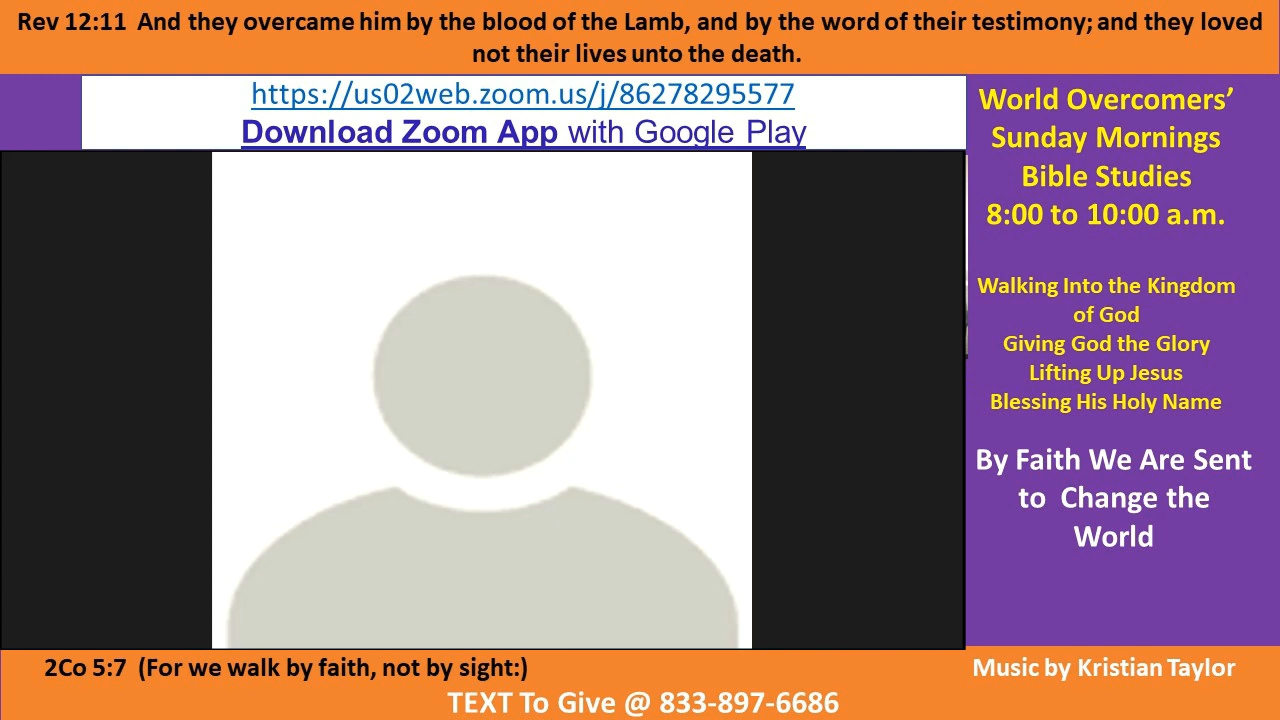 Rev 12:11  And they overcame him by the blood of the Lamb, and by the word of their testimony; and they loved
not their lives unto the death.
https://us02web.zoom.us/j/86278295577
Download Zoom App with Google Play
World Overcomers’
Sunday Mornings
Bible Studies
8:00 to 10:00 a.m.
Walking Into the Kingdom
of God
Giving God the Glory
Lifting Up Jesus
Blessing His Holy Name
By Faith We Are Sent
to  Change the
World
2Co 5:7  (For we walk by faith, not by sight:)
Music by Kristian Taylor
TEXT To Give @ 833-897-6686